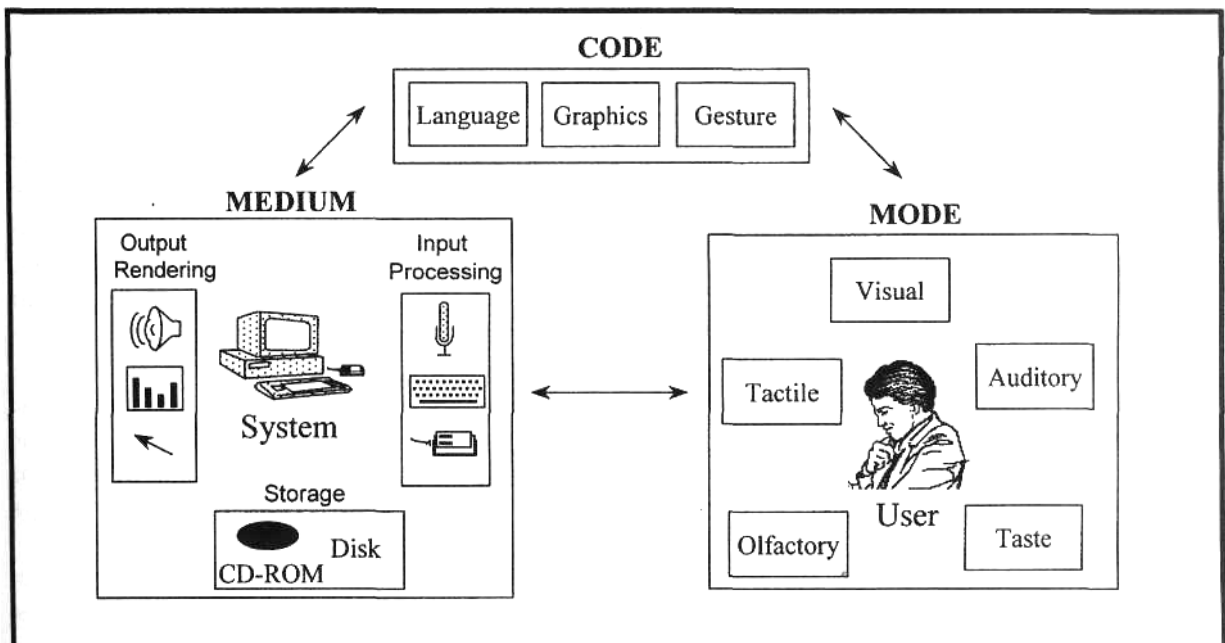 CODE
Language Graphics Gesture
MEDIUM
MODE
Output
Rendering
Input
Processing
System
Storage
Disk
CD-ROM
Visual
Tactile
Auditory
User
Olfactory
Taste